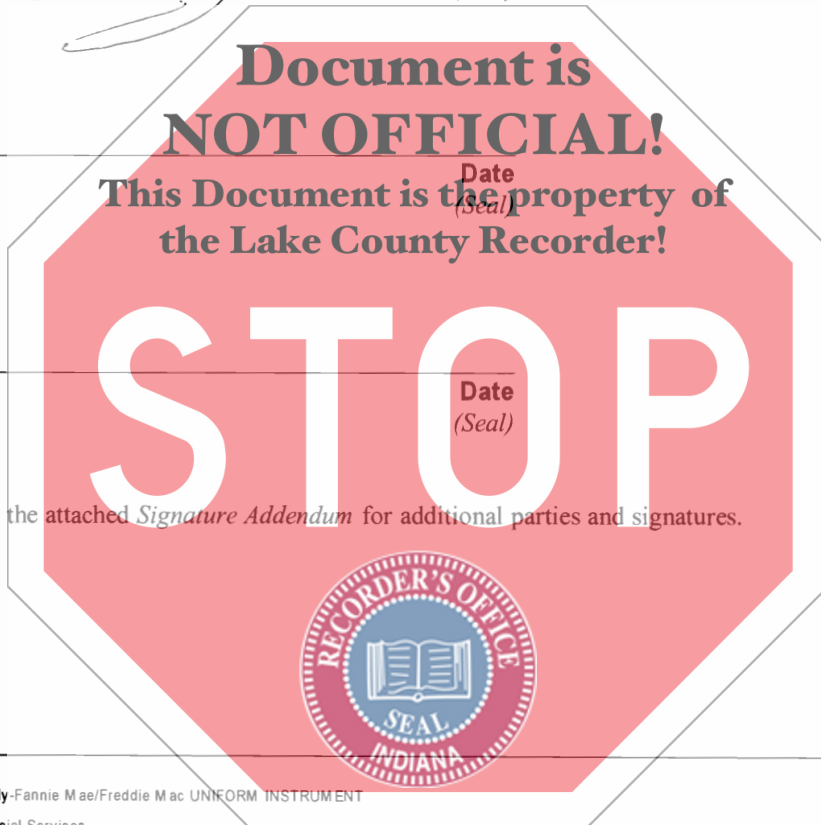 Document is
NOT OFFICIAL!
Date
This Document is the property of
(Seal)
the Lake County Recorder!
STOP
Date
(Seal)
the attached Signature Addendum for additional parties and signatures.
RECORDER'S OFFICE
SEAL
INDIANA
-Fannie Mae/Freddie Mac UNIFORM INSTRUMENT